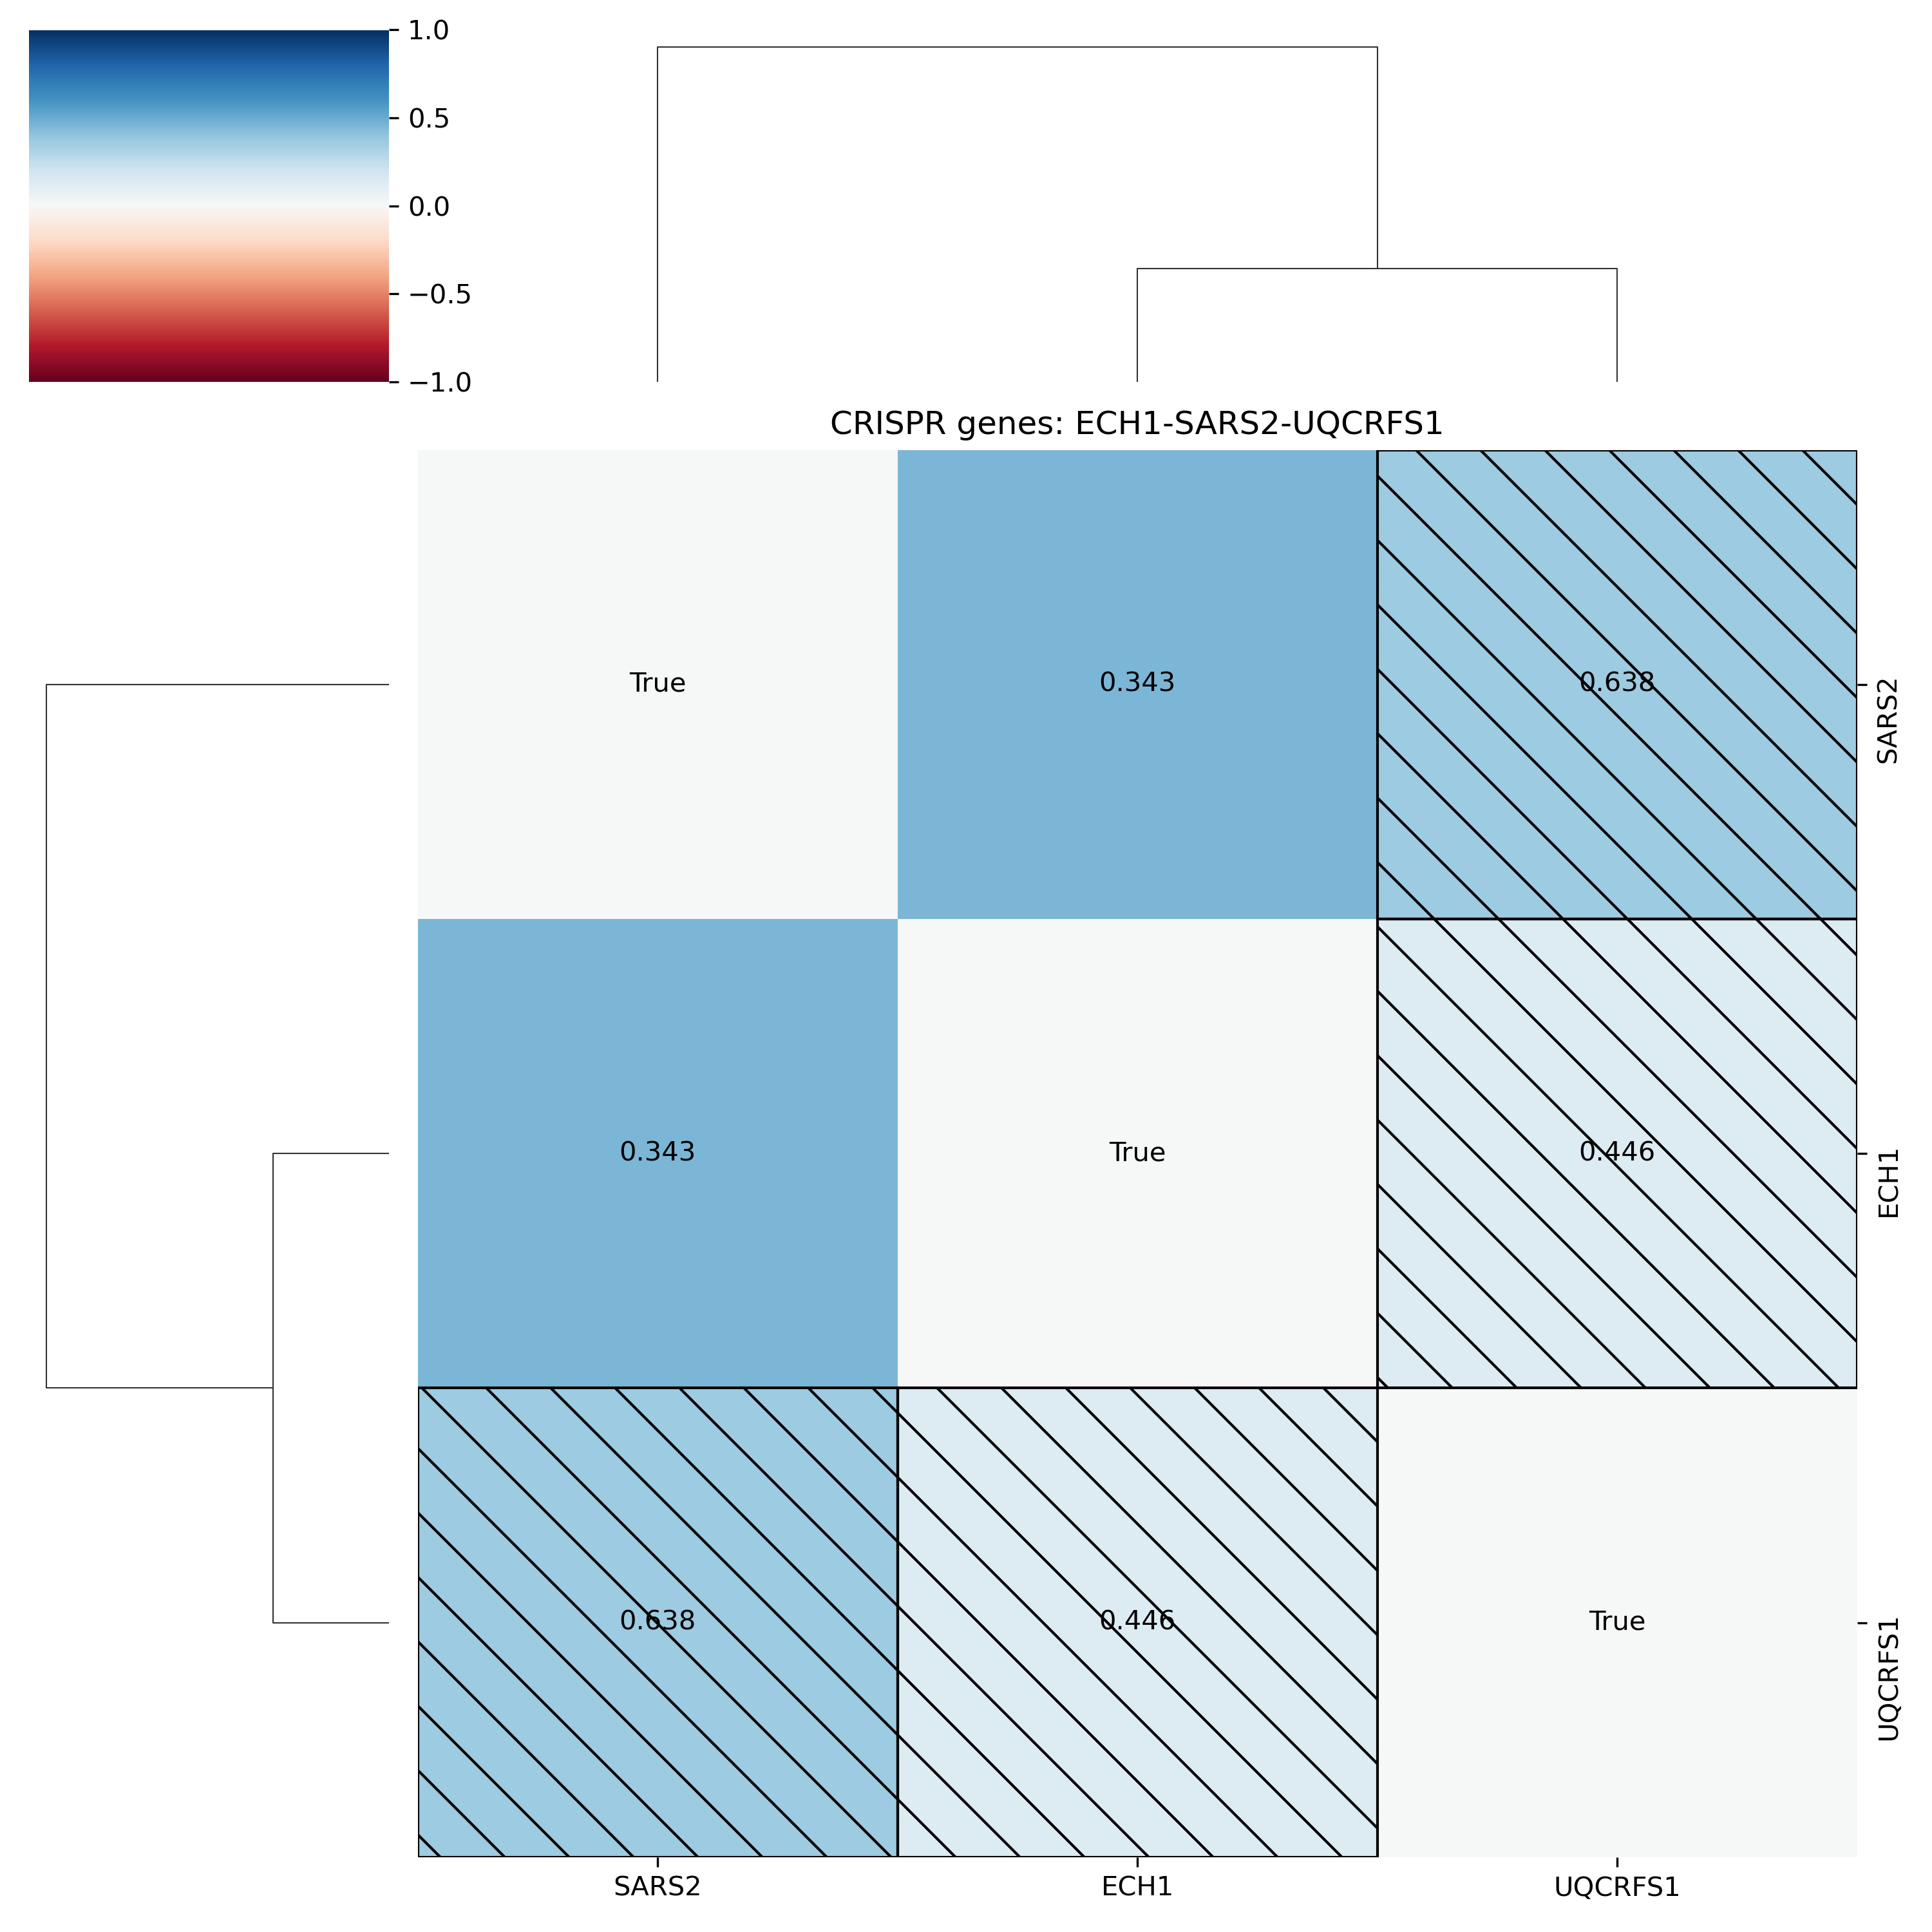 1.0
0.5
0.0
−0.5
−1.0
CRISPR genes: ECH1-SARS2-UQCRFS1
True 0.343 0.638 SARS2
0.343 True 0.446 ECH1
0.638 0.446 True UQCRFS1
SARS2 ECH1 UQCRFS1